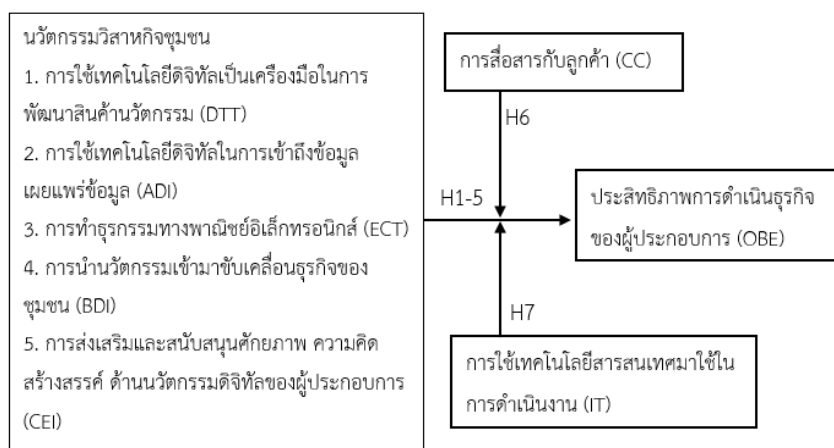 นวัตกรรมวิสาหกิจชุมชน
1. การใช้เทคโนโลยีดิจิทัลเป็นเครื่องมือในการ
พัฒนาสินค้านวัตกรรม (DTT)
2. การใช้เทคโนโลยีดิจิทัลในการเข้าถึงข้อมูล
เผยแพร่ข้อมูล (ADI)
3. การทำธุรกรรมทางพาณิชย์อิเล็กทรอนิกส์ (ECT)
4. การนำนวัตกรรมเข้ามาขับเคลื่อนธุรกิจของ
ชุมชน (BDI)
5. การส่งเสริมและสนับสนุนศักยภาพ ความคิด
สร้างสรรค์ ด้านนวัตกรรมดิจิทัลของผู้ประกอบการ
(CEI)
การสื่อสารกับลูกค้า (CC)
H6
H1-5
ประสิทธิภาพการดำเนินธุรกิจ
ของผู้ประกอบการ (OBE)
H7
การใช้เทคโนโลยีสารสนเทศมาใช้ใน
การดำเนินงาน (IT)